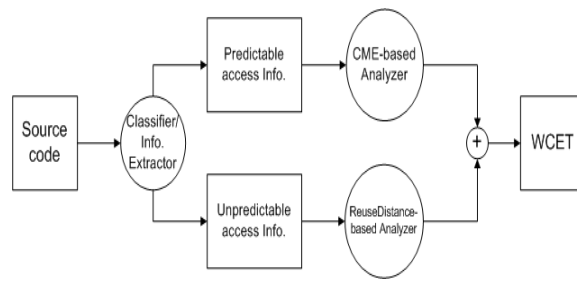 Source
code
Classifier/
Info.
Extractor
Predictable
access Info.
CME-based
Analyzer
Unpredictable
access Info.
ReuseDistance-
based Analyzer
+
WCET